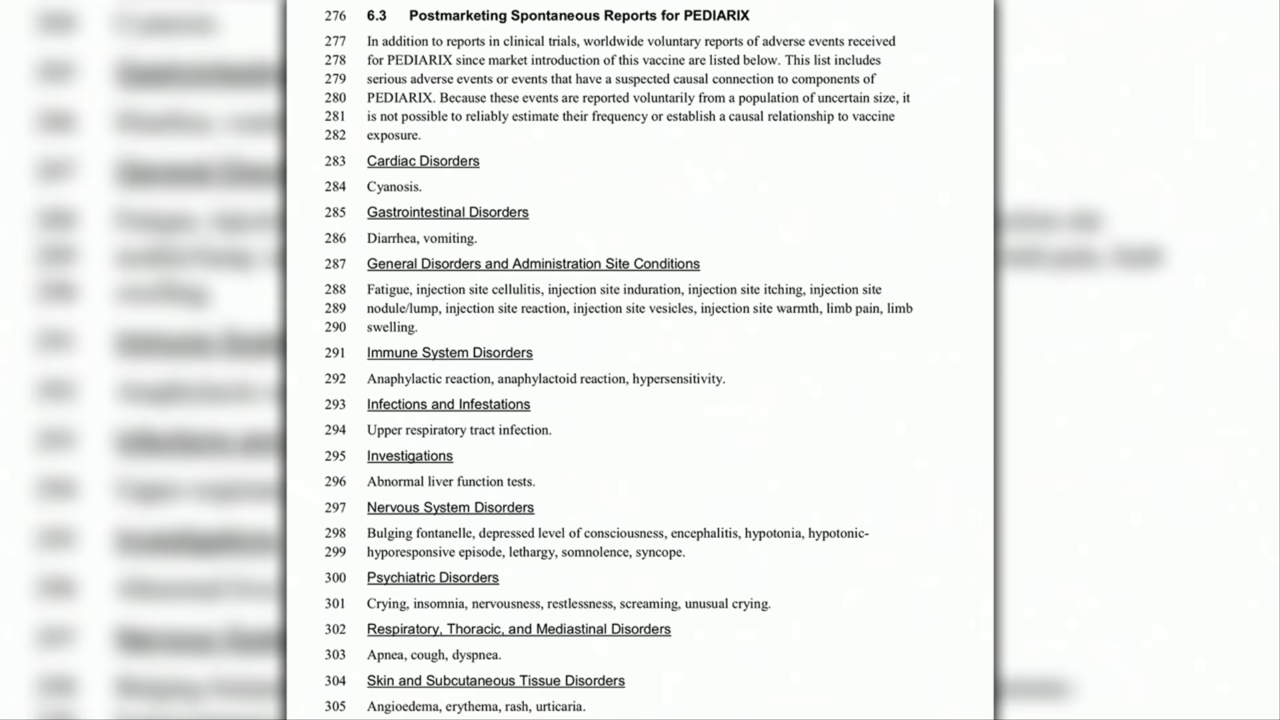 276 6.3 Postmarketing Spontaneous Reports for PEDIARIX
277 In addition to reports in clinical trials, worldwide voluntary reports of adverse events received
278 for PEDIARIX since market introduction of this vaccine are listed below. This list includes
279 serious adverse events or events that have a suspected causal connection to components of
280 PEDIARIX. Because these events are reported voluntarily from a population of uncertain size, it
281 is not possible to reliably estimate their frequency or establish a causal relationship to vaccine
282 exposure.
283 Cardiac Disorders
284 Cyanosis.
285 Gastrointestinal Disorders
286 Diarrhea, vomiting.
287 General Disorders and Administration Site Conditions
288 Fatigue, injection site cellulitis, injection site induration, injection site itching, injection site
289 nodule/lump, injection site reaction, injection site vesicles, injection site warmth, limb pain, limb
290 swelling.
291 Immune System Disorders
292 Anaphylactic reaction, anaphylactoid reaction, hypersensitivity.
293 Infections and Infestations
294 Upper respiratory tract infection.
295 Investigations
296 Abnormal liver function tests.
297 Nervous System Disorders
298 Bulging fontanelle, depressed level of consciousness, encephalitis, hypotonia, hypotonic-
299 hyporesponsive episode, lethargy, somnolence, syncope.
300 Psychiatric Disorders
301 Crying, insomnia, nervousness, restlessness, screaming, unusual crying.
302 Respiratory, Thoracic, and Mediastinal Disorders
303 Apnea, cough, dyspnea.
304 Skin and Subcutaneous Tissue Disorders
305 Angioedema, erythema, rash, urticaria.